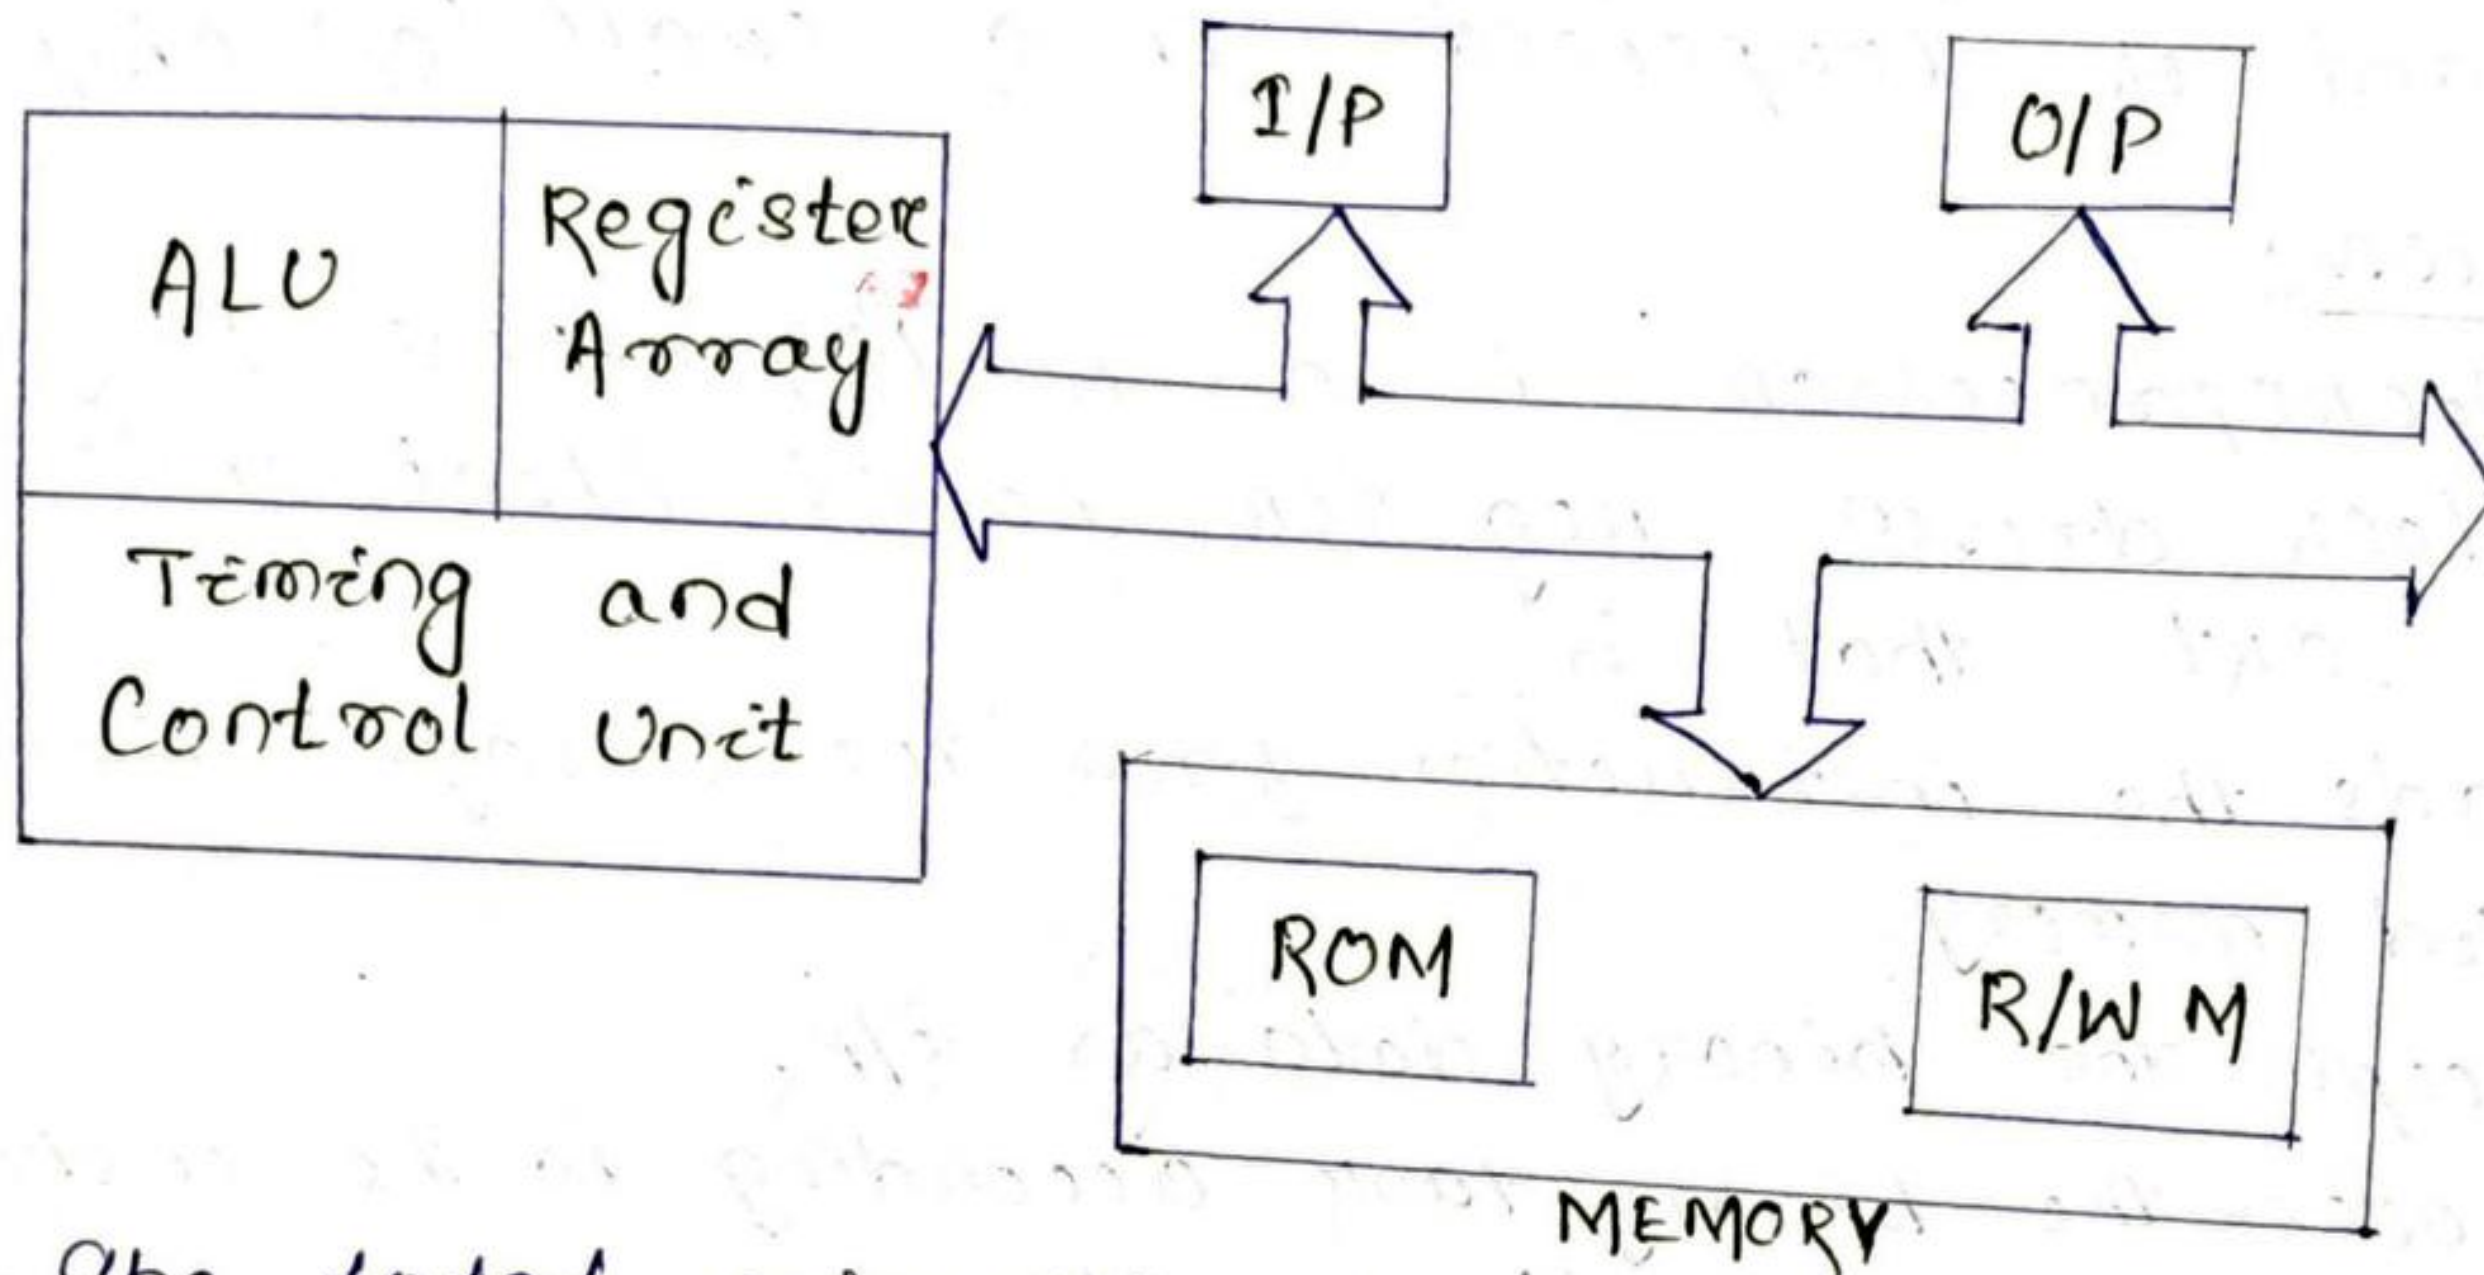 I/P
O/P
ALU
Register
Array
Timing and
Control Unit
ROM
R/W M
MEMORY